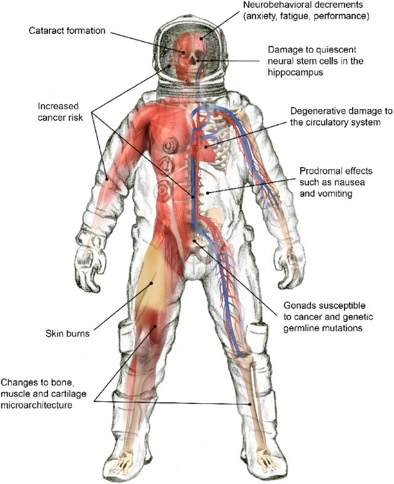 Neurobehavioral decrements
(anxiety, fatigue, performance)
Cataract formation
Damage to quiescent
neural stem cells in the
hippocampus
Increased
cancer risk
Degenerative damage to
the circulatory system
Prodromal effects
such as nausea
and vomiting
Gonads susceptible
to cancer and genetic
germline mutations
Skin burns
Changes to bone,
muscle and cartilage
microarchitecture